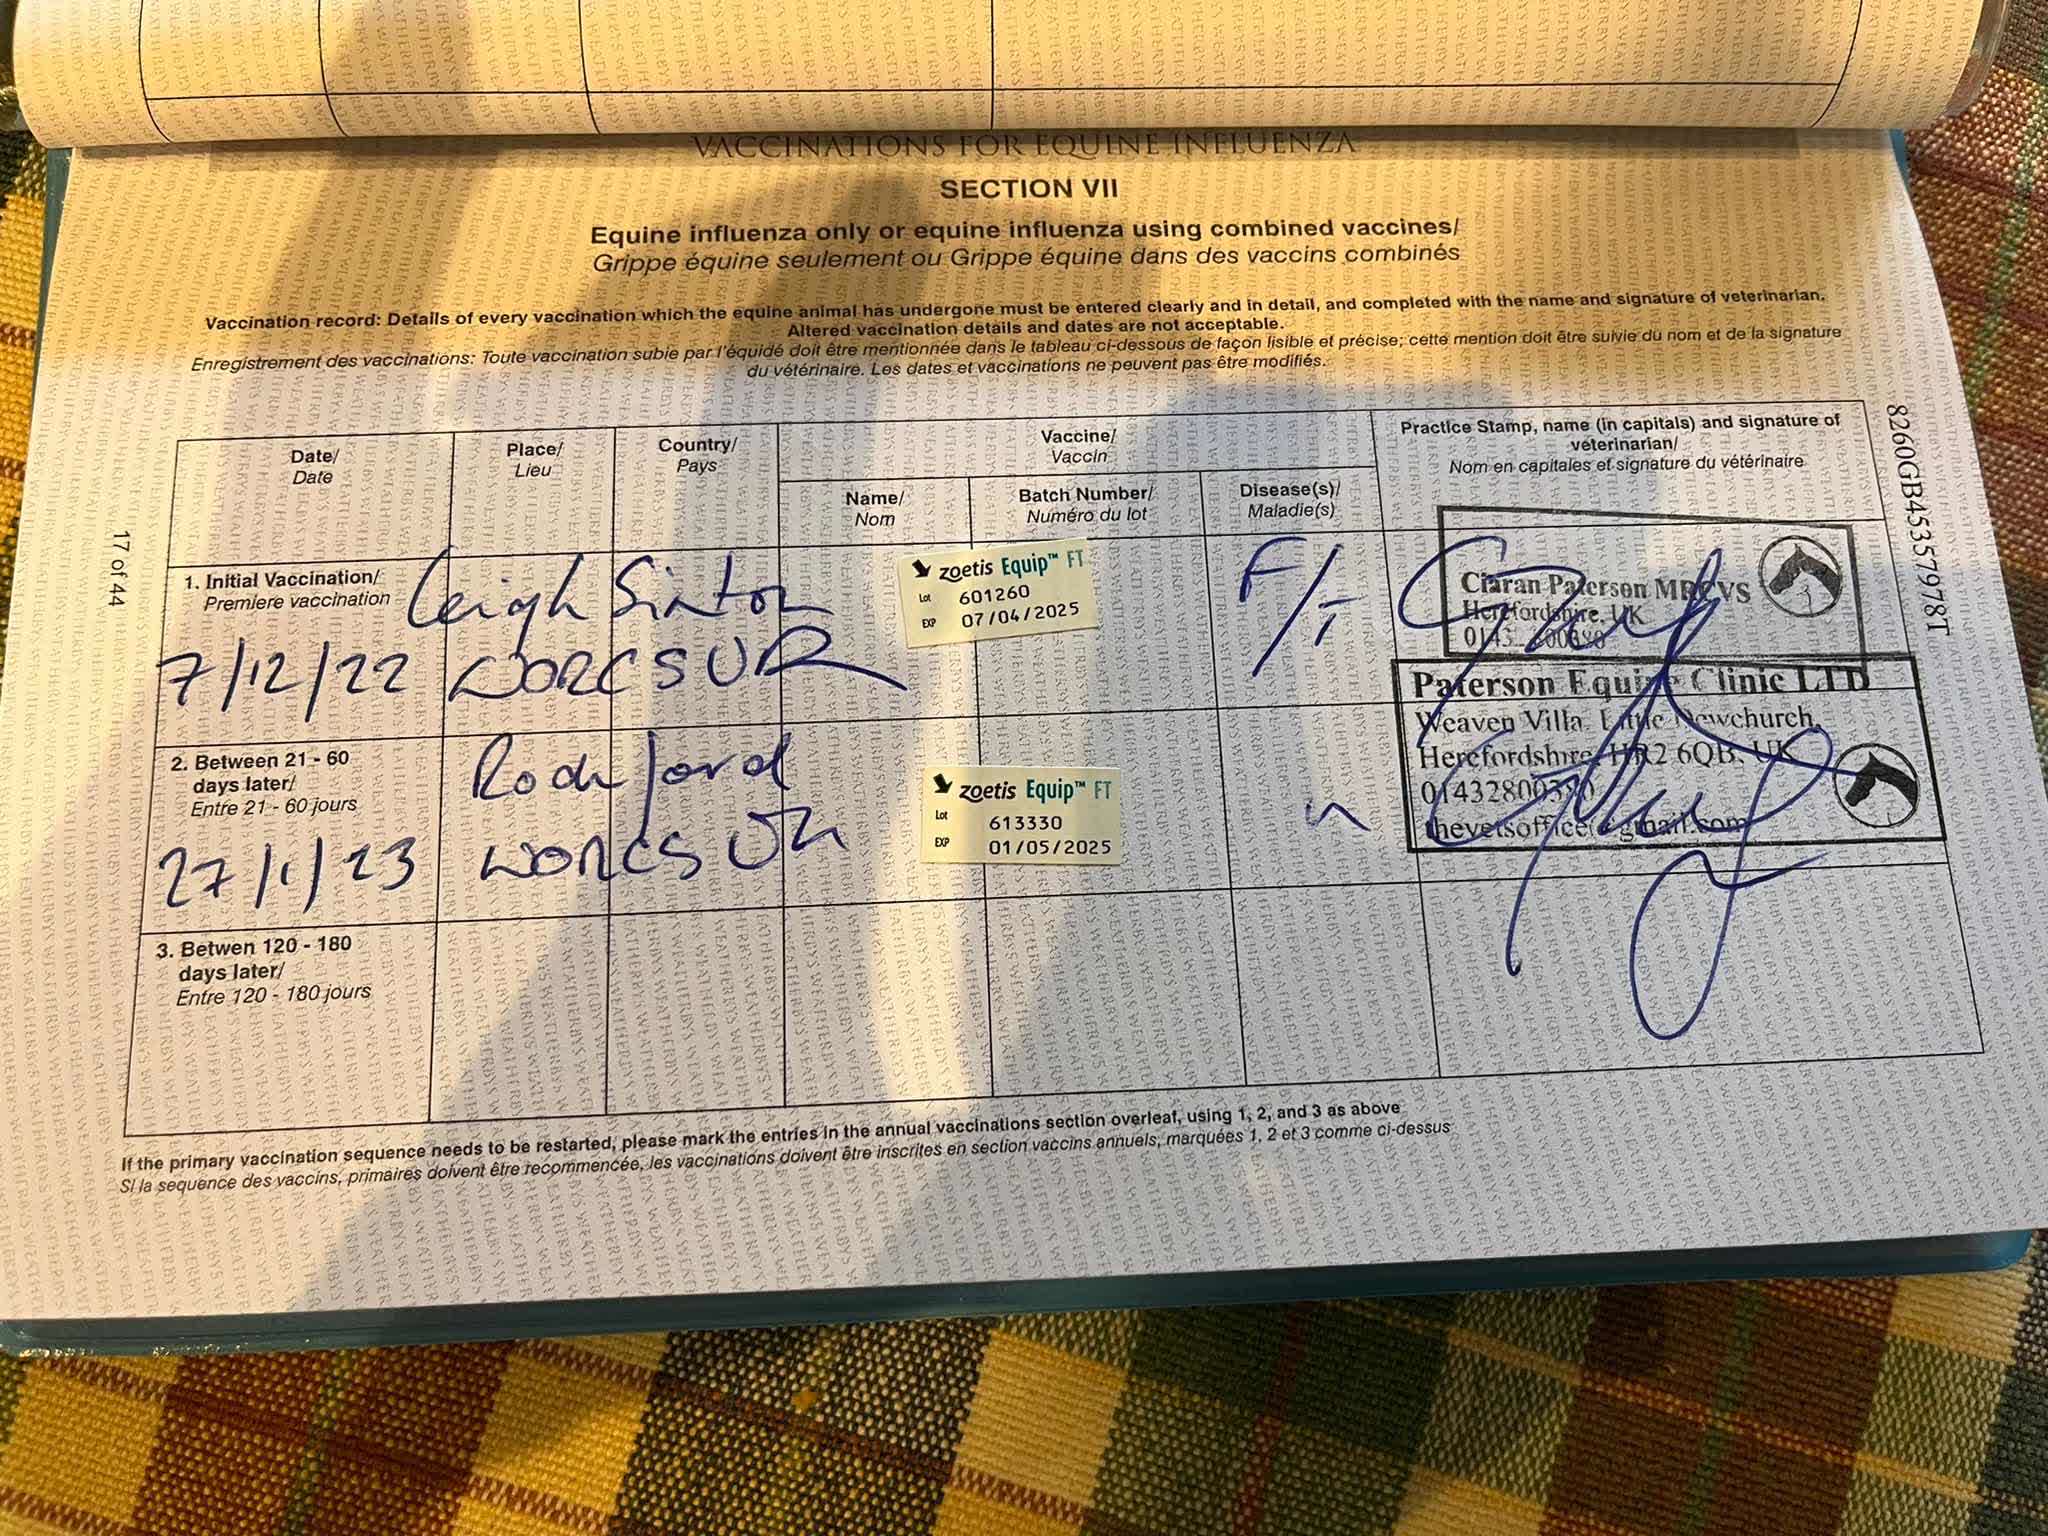 VACCINATIONS FOR EQUINE INFLUENZA
SECTION VII
Equine influenza only or equine influenza using combined vaccines/
Grippe équine seulement ou Grippe équine dans des vaccins combinés
Vaccination record: Details of every vaccination which the equine animal has undergone must be entered clearly and in detail, and completed with the name and signature of veterinarian.
Altered vaccination details and dates are not acceptable.
Enregistrement des vaccinations: Toute vaccination subie par l'équidé doit être mentionnée dans le tableau ci-dessous de façon lisible et précise; cette mention doit être suivie du nom et de la signature
du vétérinaire. Les dates et vaccinations ne peuvent pas être modifiés.
Date/
Date
Place/
Lieu
Country/
Pays
Vaccine/
Vaccin
Name/
Nom
Batch Number/
Numéro du lot
Disease(s)/
Maladie(s)
Practice Stamp, name (in capitals) and signature of
veterinarian/
Nom en capitales et signature du vétérinaire
1. Initial Vaccination/
Premiere vaccination
7/12/22
Leigh Sinton
WORCS UK
zoetis Equip™ FT
Lot 601260
EXP 07/04/2025
F/T
Ciaran Paterson MRCVS
Herefordshire, UK
2. Between 21 - 60
days later/
Entre 21 - 60 jours
27/1/23
Rochford
WORCS UK
zoetis Equip™ FT
Lot 613330
EXP 01/05/2025
Paterson Equine Clinic LTD
Weaven Villa, Little Dewchurch,
Herefordshire, HR2 6QB, UK
thevetsoffice@gmail.com
3. Betwen 120 - 180
days later/
Entre 120 - 180 jours
If the primary vaccination sequence needs to be restarted, please mark the entries in the annual vaccinations section overleaf, using 1, 2, and 3 as above
Si la sequence des vaccins, primaires doivent être recommencée, les vaccinations doivent être inscrites en section vaccins annuels, marquées 1, 2 et 3 comme ci-dessus
17 of 44
8260GB45357978T